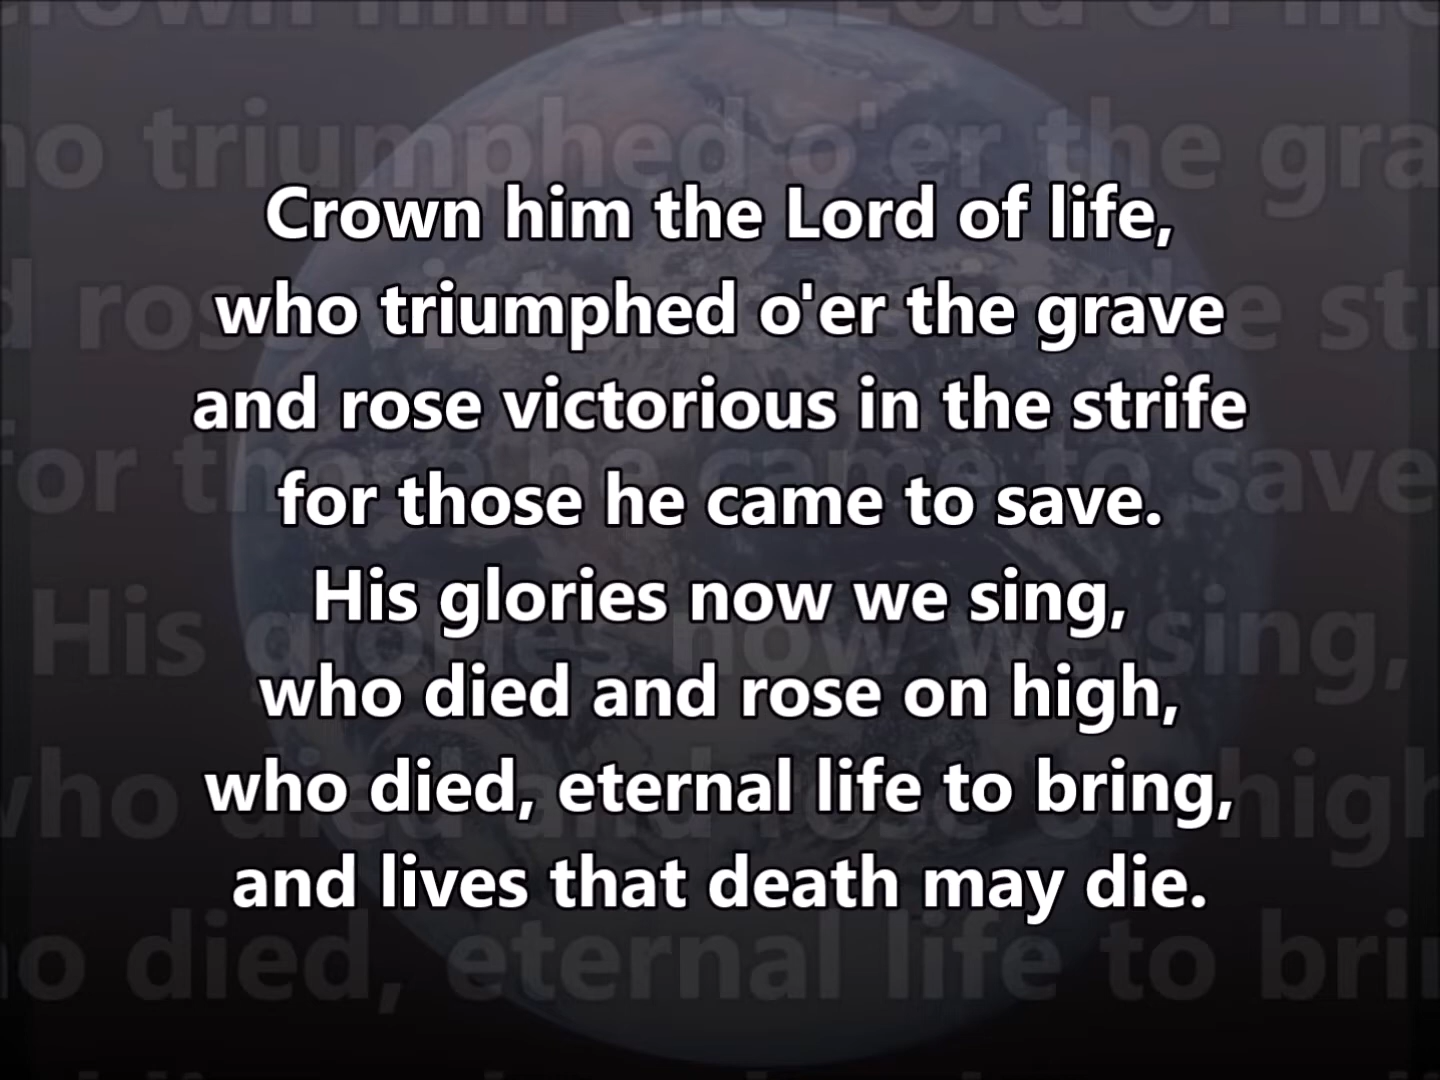 Crown him the Lord of life,
who triumphed o'er the grave
and rose victorious in the strife
for those he came to save.
His glories now we sing,
who died and rose on high,
who died, eternal life to bring,
and lives that death may die.